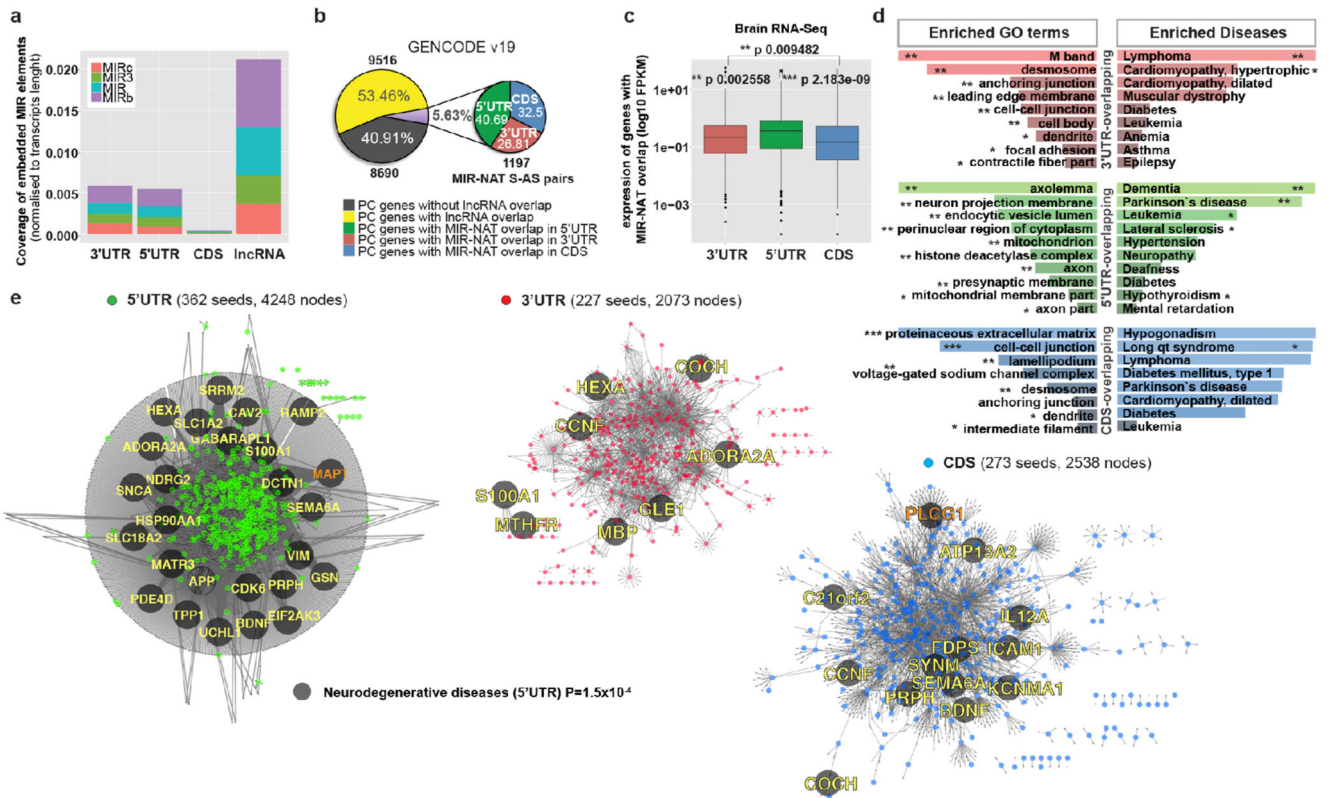 a
Coverage of embedded MIR elements
(normalised to transcripts lenght)
0.020
0.015
0.010
0.005
0.000
MIRc
MIR3
MIR
MIRb
3'UTR
5'UTR
CDS
lncRNA
b
GENCODE v19
9516
53.46%
40.91%
8690
5.63%
5'UTR
40.69
CDS
32.5
3'UTR
26.81
1197
MIR-NAT S-AS pairs
PC genes without lncRNA overlap
PC genes with lncRNA overlap
PC genes with MIR-NAT overlap in 5'UTR
PC genes with MIR-NAT overlap in 3'UTR
PC genes with MIR-NAT overlap in CDS
c
Brain RNA-Seq
** p 0.009482
** p 0.002558
*** p 2.183e-09
expression of genes with
MIR-NAT overlap (log10 FPKM)
1e+01
1e-01
1e-03
3'UTR
5'UTR
CDS
d
Enriched GO terms
Enriched Diseases
3'UTR-overlapping
** M band
** desmosome
** anchoring junction
** leading edge membrane
** cell-cell junction
** cell body
* dendrite
* focal adhesion
* contractile fiber part
Lymphoma **
Cardiomyopathy, hypertrophic *
Cardiomyopathy, dilated
Muscular dystrophy
Diabetes
Leukemia
Anemia
Asthma
Epilepsy
5'UTR-overlapping
** axolemma
** neuron projection membrane
** endocytic vesicle lumen
** perinuclear region of cytoplasm
** mitochondrion
** histone deacetylase complex
** axon
** presynaptic membrane
* mitochondrial membrane part
* axon part
Dementia **
Parkinson`s disease **
Leukemia *
Lateral sclerosis *
Hypertension
Neuropathy
Deafness
Diabetes
Hypothyroidism *
Mental retardation
CDS-overlapping
*** proteinaceous extracellular matrix
*** cell-cell junction
** lamellipodium
** voltage-gated sodium channel complex
** desmosome
anchoring junction
* dendrite
* intermediate filament
Hypogonadism
Long qt syndrome *
Lymphoma
Diabetes mellitus, type 1
Parkinson`s disease
Cardiomyopathy, dilated
Diabetes
Leukemia
e
5'UTR (362 seeds, 4248 nodes)
SRRM2
HEXA
CAV2
RAMP2
SLC1A2
GABARAPL1
ADORA2A
S100A1
MAPT
NDRG2
DCTN1
SNCA
SEMA6A
HSP90AA1
SLC18A2
VIM
MATR3
GSN
APP
CDK6
PRPH
PDE4D
TPP1
BDNF
EIF2AK3
UCHL1
Neurodegenerative diseases (5'UTR) P=1.5x10-4
3'UTR (227 seeds, 2073 nodes)
COCH
HEXA
CCNF
ADORA2A
S100A1
GLE1
MTHFR
MBP
CDS (273 seeds, 2538 nodes)
PLCG1
ATP13A2
C21orf2
IL12A
FDPS
ICAM1
SYNM
CCNF
SEMA6A
KCNMA1
PRPH
BDNF
COCH